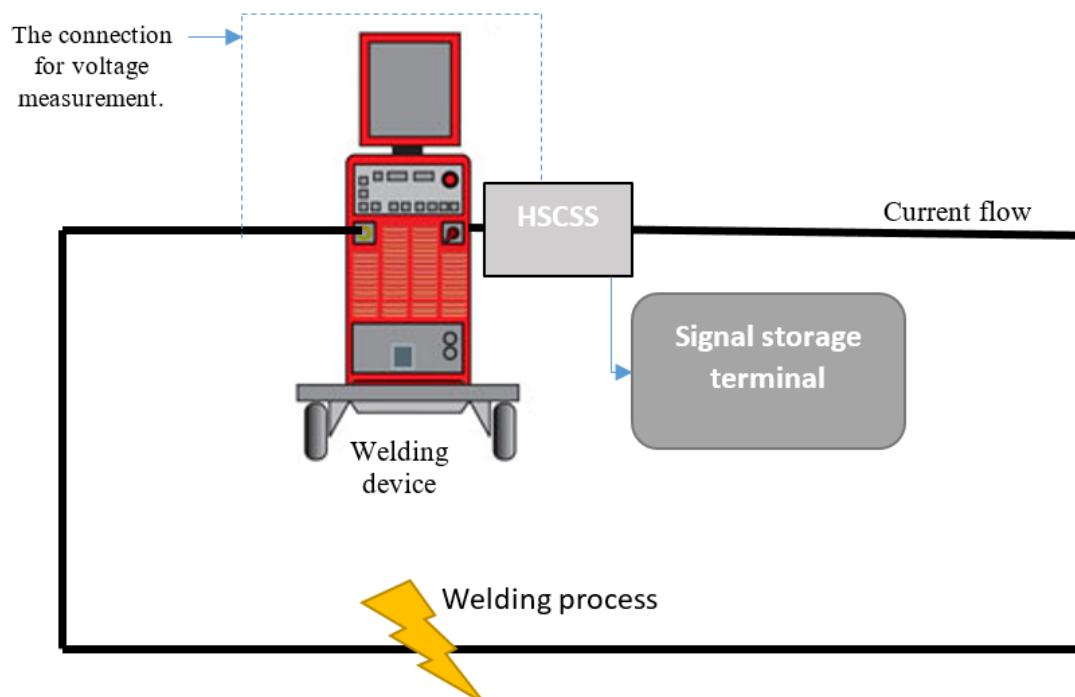 The connection
for voltage
measurement.
HSCSS
Current flow
Signal storage
terminal
Welding
device
Welding process